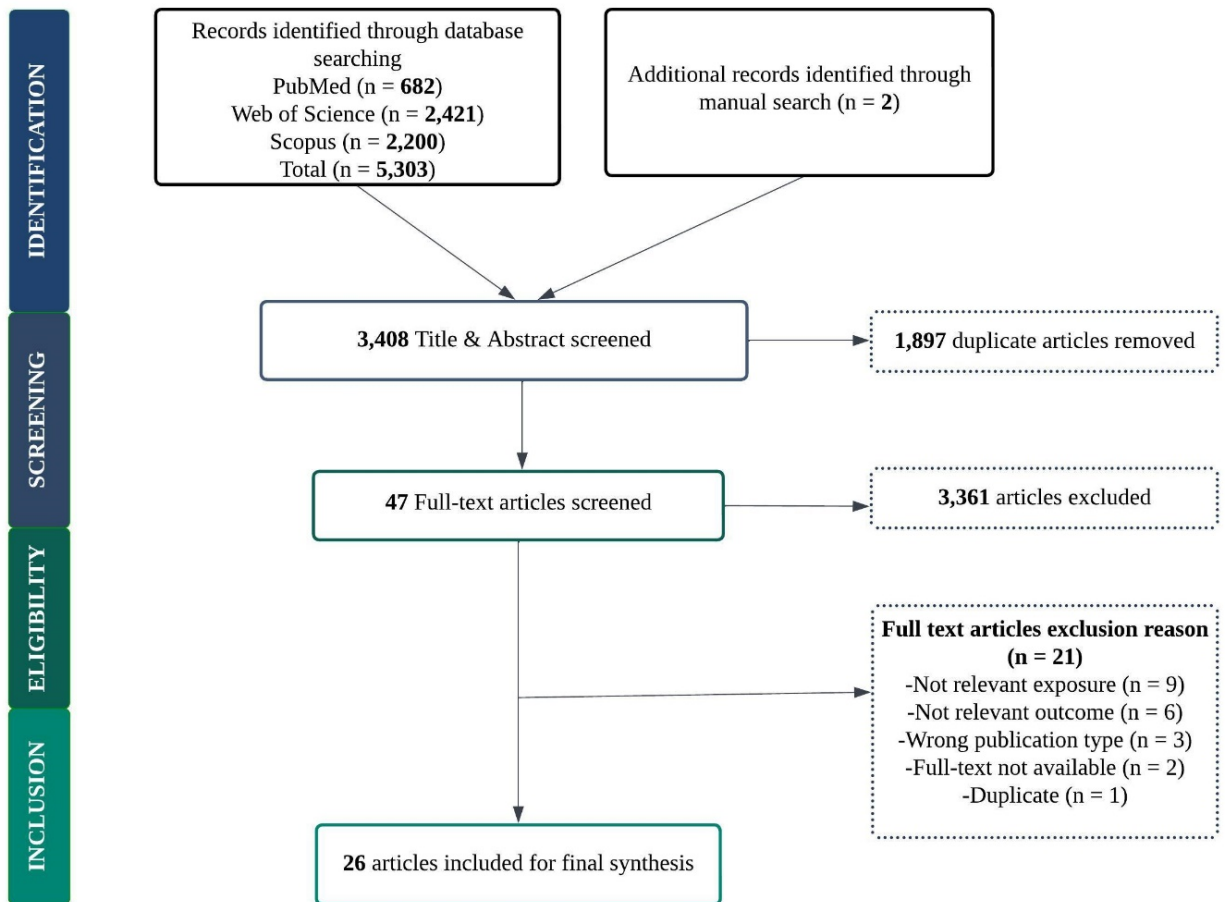 IDENTIFICATION
Records identified through database
searching
PubMed (n = 682)
Web of Science (n = 2,421)
Scopus (n = 2,200)
Total (n = 5,303)
Additional records identified through
manual search (n = 2)
SCREENING
3,408 Title & Abstract screened
1,897 duplicate articles removed
47 Full-text articles screened
3,361 articles excluded
ELIGIBILITY
Full text articles exclusion reason
(n = 21)
-Not relevant exposure (n = 9)
-Not relevant outcome (n = 6)
-Wrong publication type (n = 3)
-Full-text not available (n = 2)
-Duplicate (n = 1)
INCLUSION
26 articles included for final synthesis